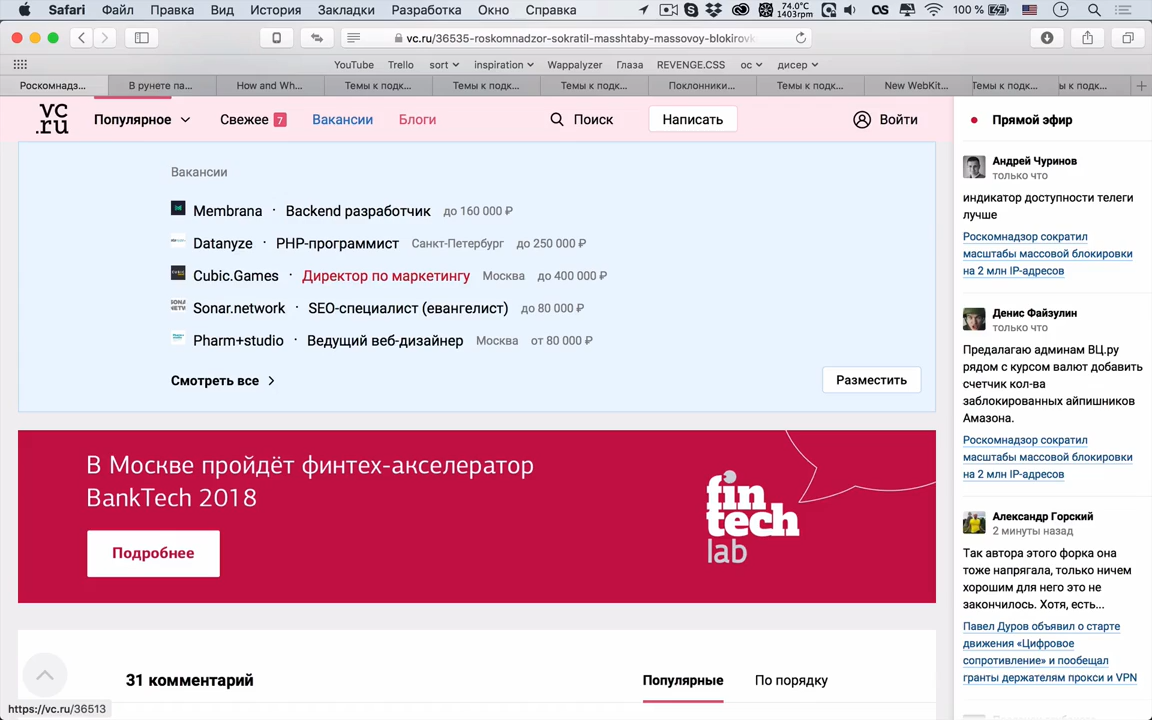 Safari Файл Правка Вид История Закладки Разработка Окно Справка
74.0°C
1403rpm
100 %
vc.ru/36535-roskomnadzor-sokratil-masshtaby-massovoy-blokirovk
YouTube Trello sort inspiration Wappalyzer Глаза REVENGE.CSS ос дисер
Роскомнадз... В рунете па... How and Wh... Темы к подк... Темы к подк... Темы к подк... Поклонники... Темы к подк... New WebKit... Темы к подк... ы к подк...
vc
.ru
Популярное Свежее 7 Вакансии Блоги Поиск Написать Войти
Вакансии
Membrana · Backend разработчик до 160 000 ₽
Datanyze · PHP-программист Санкт-Петербург до 250 000 ₽
Cubic.Games · Директор по маркетингу Москва до 400 000 ₽
Sonar.network · SEO-специалист (евангелист) до 80 000 ₽
Pharm+studio · Ведущий веб-дизайнер Москва от 80 000 ₽
Смотреть все
Разместить
В Москве пройдёт финтех-акселератор
BankTech 2018
Подробнее
fin
tech
lab
31 комментарий
Популярные По порядку
https://vc.ru/36513
Прямой эфир
Андрей Чуринов
только что
индикатор доступности телеги
лучше
Роскомнадзор сократил
масштабы массовой блокировки
на 2 млн IP-адресов
Денис Файзулин
только что
Предалагаю админам ВЦ.ру
рядом с курсом валют добавить
счетчик кол-ва
заблокированных айпишников
Амазона.
Роскомнадзор сократил
масштабы массовой блокировки
на 2 млн IP-адресов
Александр Горский
2 минуты назад
Так автора этого форка она
тоже напрягала, только ничем
хорошим для него это не
закончилось. Хотя, есть...
Павел Дуров объявил о старте
движения «Цифровое
сопротивление» и пообещал
гранты держателям прокси и VPN